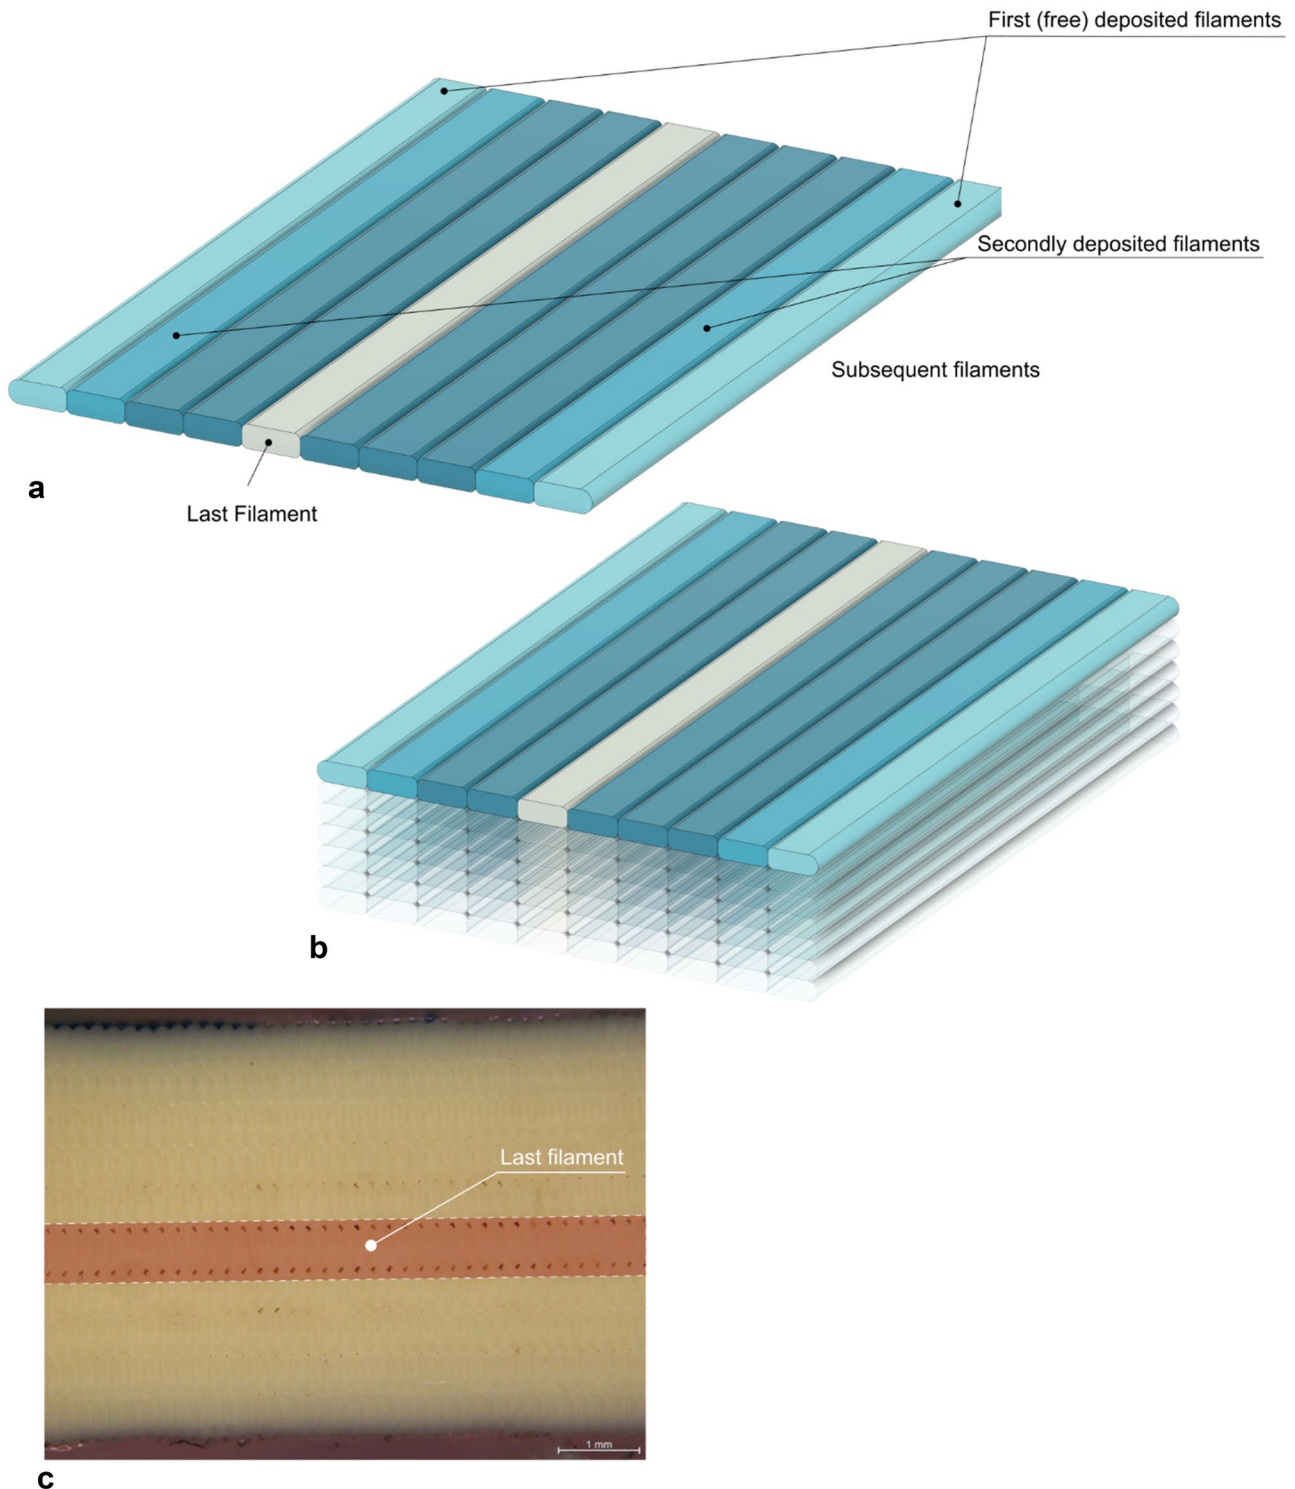 First (free) deposited filaments
Secondly deposited filaments
Subsequent filaments
a
Last Filament
b
Last filament
1 mm
c